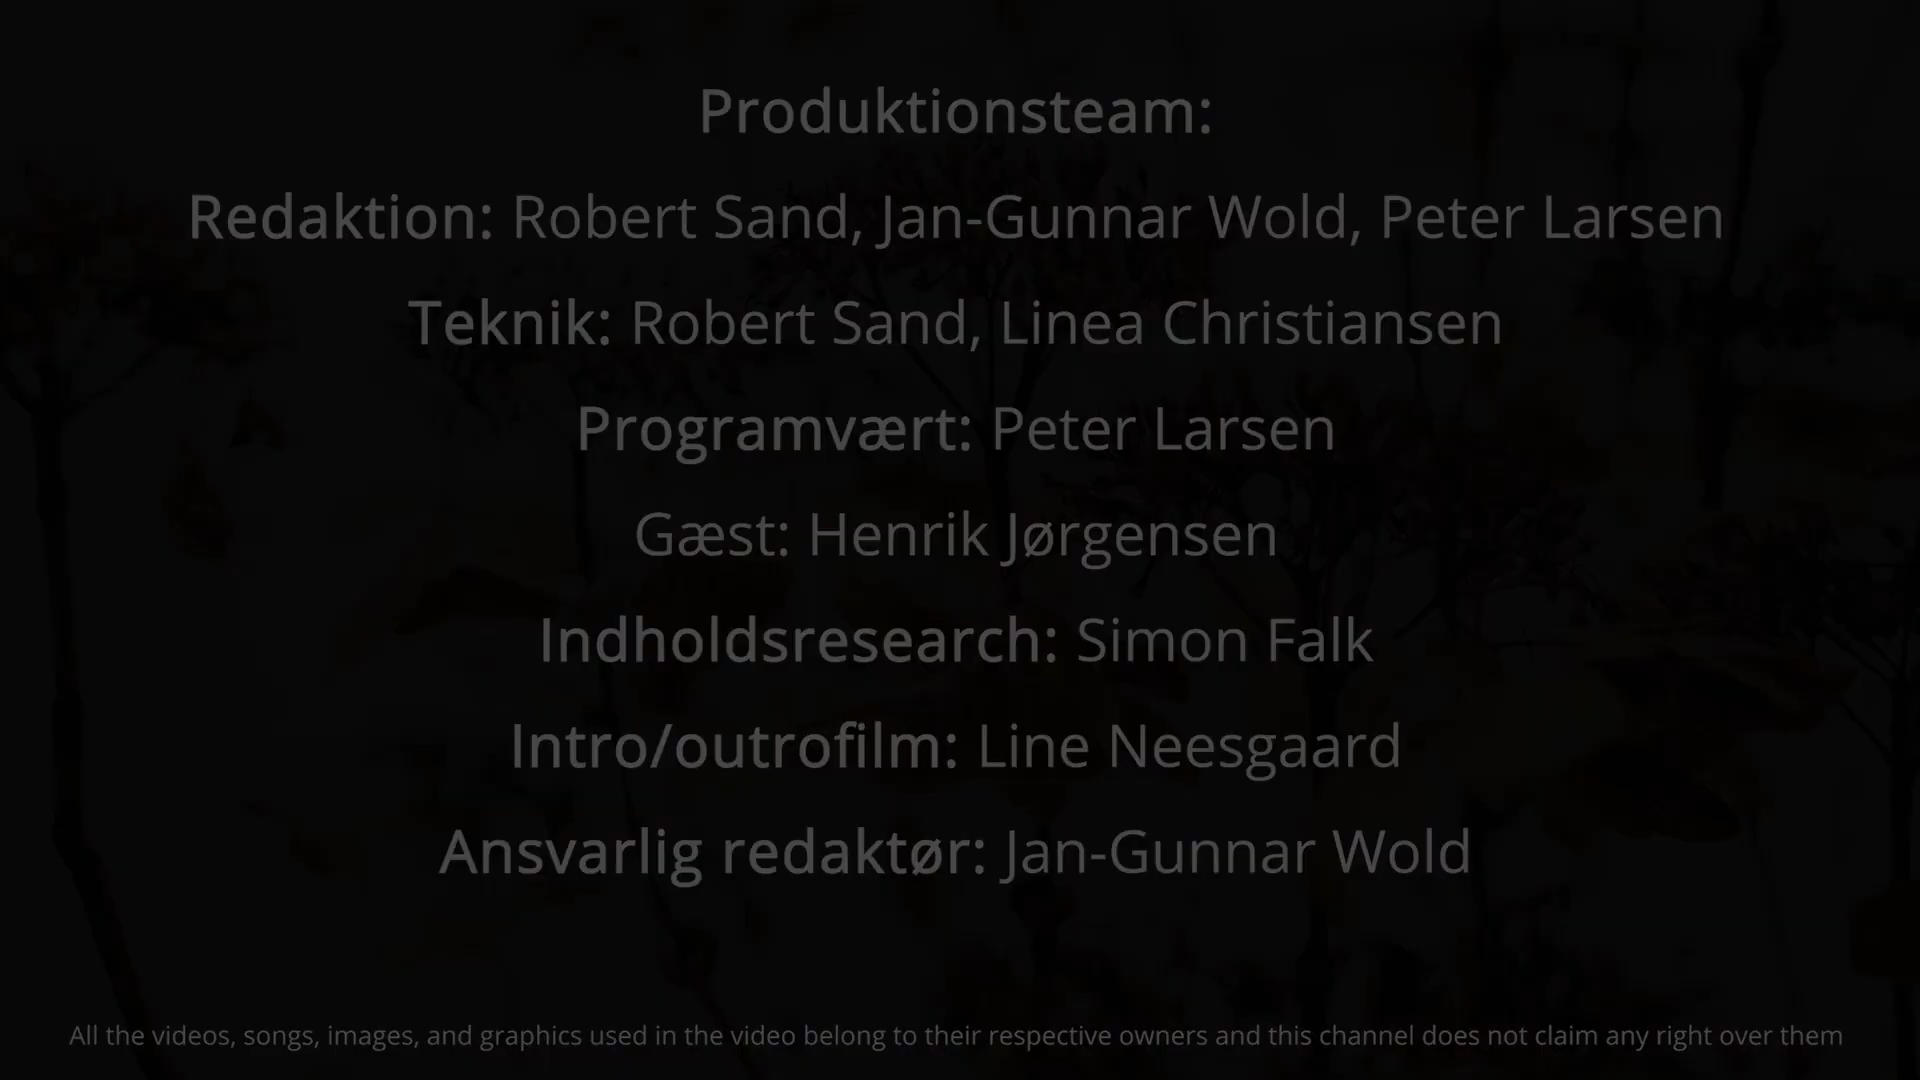 Produktionsteam:
Redaktion: Robert Sand, Jan-Gunnar Wold, Peter Larsen
Teknik: Robert Sand, Linea Christiansen
Programvært: Peter Larsen
Gæst: Henrik Jørgensen
Indholdsresearch: Simon Falk
Intro/outrofilm: Line Neesgaard
Ansvarlig redaktør: Jan-Gunnar Wold
All the videos, songs, images, and graphics used in the video belong to their respective owners and this channel does not claim any right over them